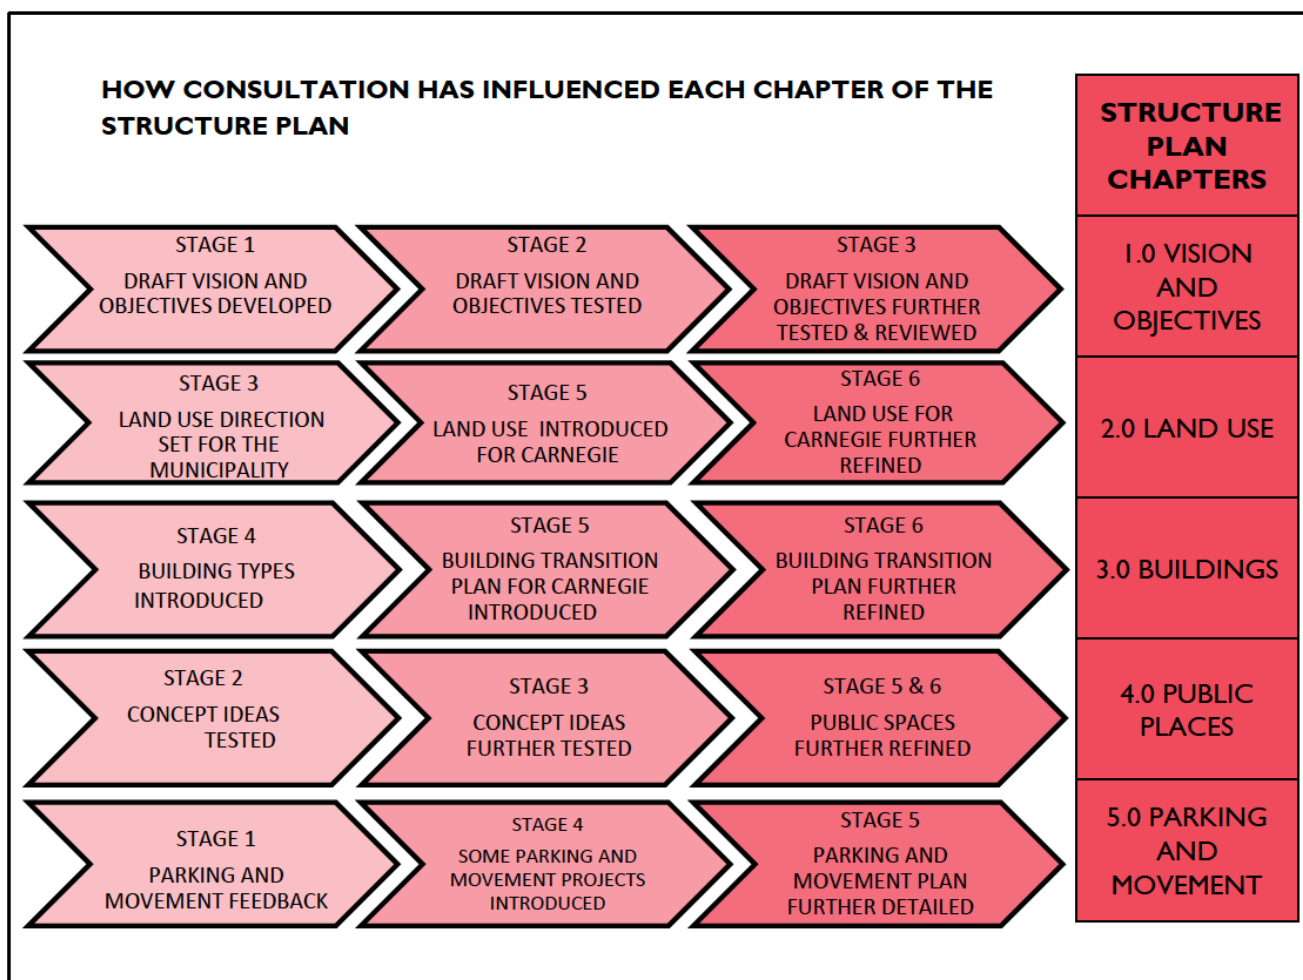 HOW CONSULTATION HAS INFLUENCED EACH CHAPTER OF THE
STRUCTURE PLAN
STRUCTURE
PLAN
CHAPTERS
STAGE 1
DRAFT VISION AND
OBJECTIVES DEVELOPED
STAGE 2
DRAFT VISION AND
OBJECTIVES TESTED
STAGE 3
DRAFT VISION AND
OBJECTIVES FURTHER
TESTED & REVIEWED
1.0 VISION
AND
OBJECTIVES
STAGE 3
LAND USE DIRECTION
SET FOR THE
MUNICIPALITY
STAGE 5
LAND USE INTRODUCED
FOR CARNEGIE
STAGE 6
LAND USE FOR
CARNEGIE FURTHER
REFINED
2.0 LAND USE
STAGE 4
BUILDING TYPES
INTRODUCED
STAGE 5
BUILDING TRANSITION
PLAN FOR CARNEGIE
INTRODUCED
STAGE 6
BUILDING TRANSITION
PLAN FURTHER
REFINED
3.0 BUILDINGS
STAGE 2
CONCEPT IDEAS
TESTED
STAGE 3
CONCEPT IDEAS
FURTHER TESTED
STAGE 5 & 6
PUBLIC SPACES
FURTHER REFINED
4.0 PUBLIC
PLACES
STAGE 1
PARKING AND
MOVEMENT FEEDBACK
STAGE 4
SOME PARKING AND
MOVEMENT PROJECTS
INTRODUCED
STAGE 5
PARKING AND
MOVEMENT PLAN
FURTHER DETAILED
5.0 PARKING
AND
MOVEMENT